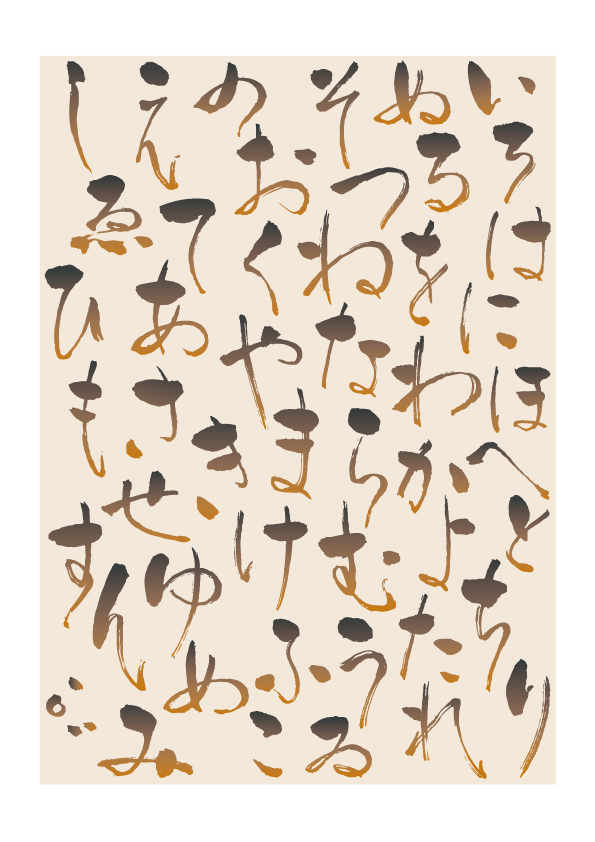 いろはにほへとちり
ぬるをわかよたれ
そつねならむうゐ
のおくやまけふこ
えてあさきゆめみ
しゑひもせすん、。゛